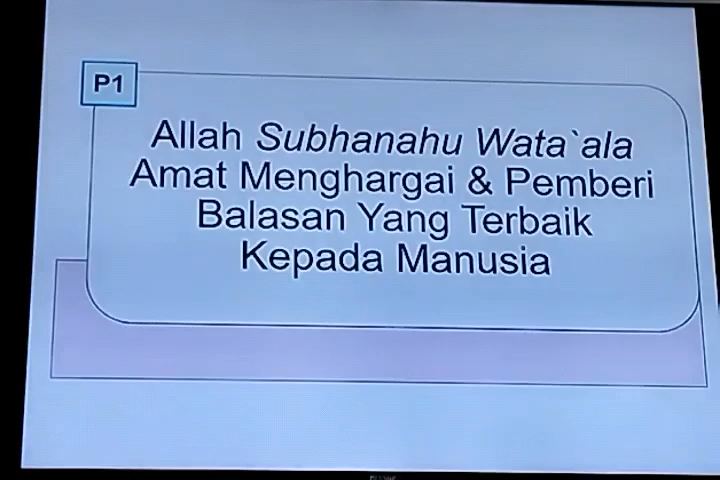 P1
Allah Subhanahu Wata`ala
Amat Menghargai & Pemberi
Balasan Yang Terbaik
Kepada Manusia